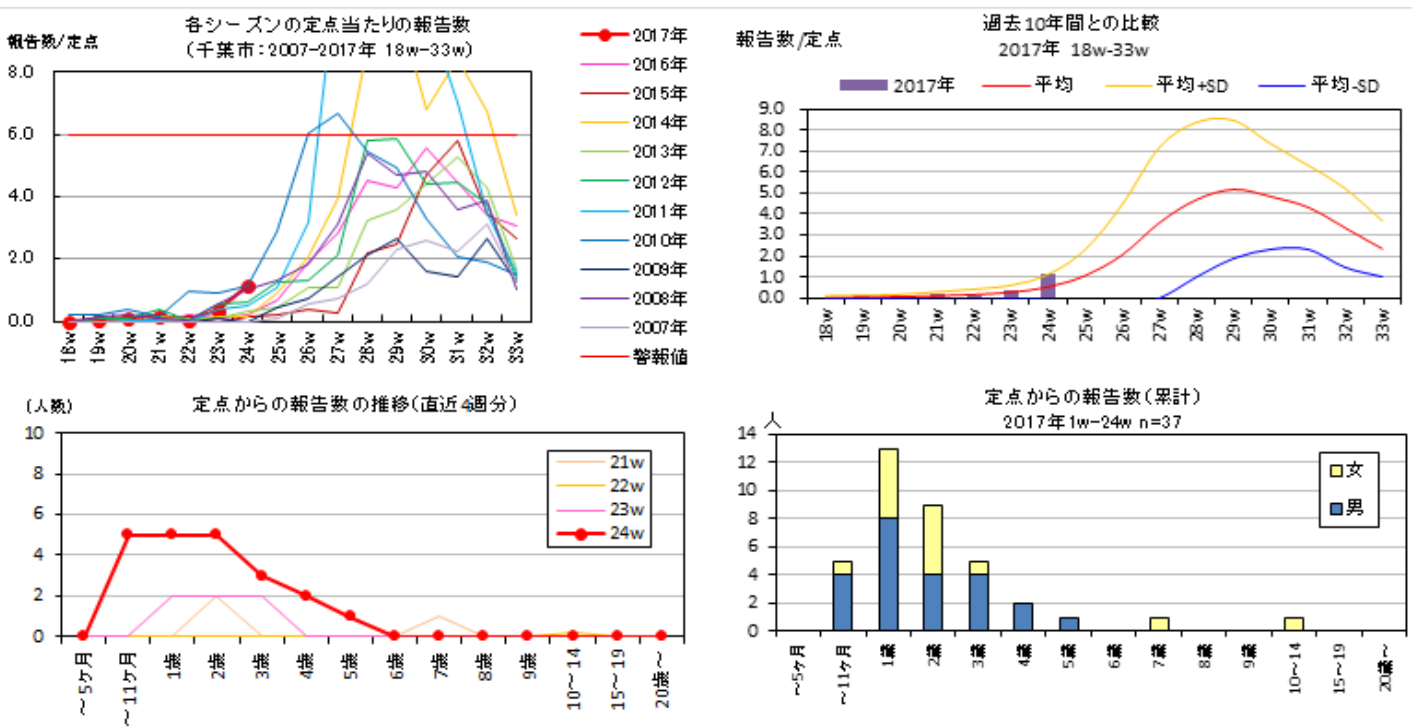 各シーズンの定点当たりの報告数
(千葉市:2007-2017年 18w-33w)
報告数/定点
8.0
6.0
4.0
2.0
0.0
18w
19w
20w
21w
22w
23w
24w
25w
26w
27w
28w
29w
30w
31w
32w
33w
2017年
2016年
2015年
2014年
2013年
2012年
2011年
2010年
2009年
2008年
2007年
警報値
過去10年間との比較
2017年 18w-33w
報告数/定点
2017年
平均
平均+SD
平均-SD
9.0
8.0
7.0
6.0
5.0
4.0
3.0
2.0
1.0
0.0
18w
19w
20w
21w
22w
23w
24w
25w
26w
27w
28w
29w
30w
31w
32w
33w
定点からの報告数の推移(直近4週分)
(人数)
10
8
6
4
2
0
21w
22w
23w
24w
~5ケ月
~11ケ月
1歳
2歳
3歳
4歳
5歳
6歳
7歳
8歳
9歳
10~14
15~19
20歳~
定点からの報告数(累計)
2017年1w-24w n=37
人
14
12
10
8
6
4
2
0
女
男
~5ケ月
~11ケ月
1歳
2歳
3歳
4歳
5歳
6歳
7歳
8歳
9歳
10~14
15~19
20歳~